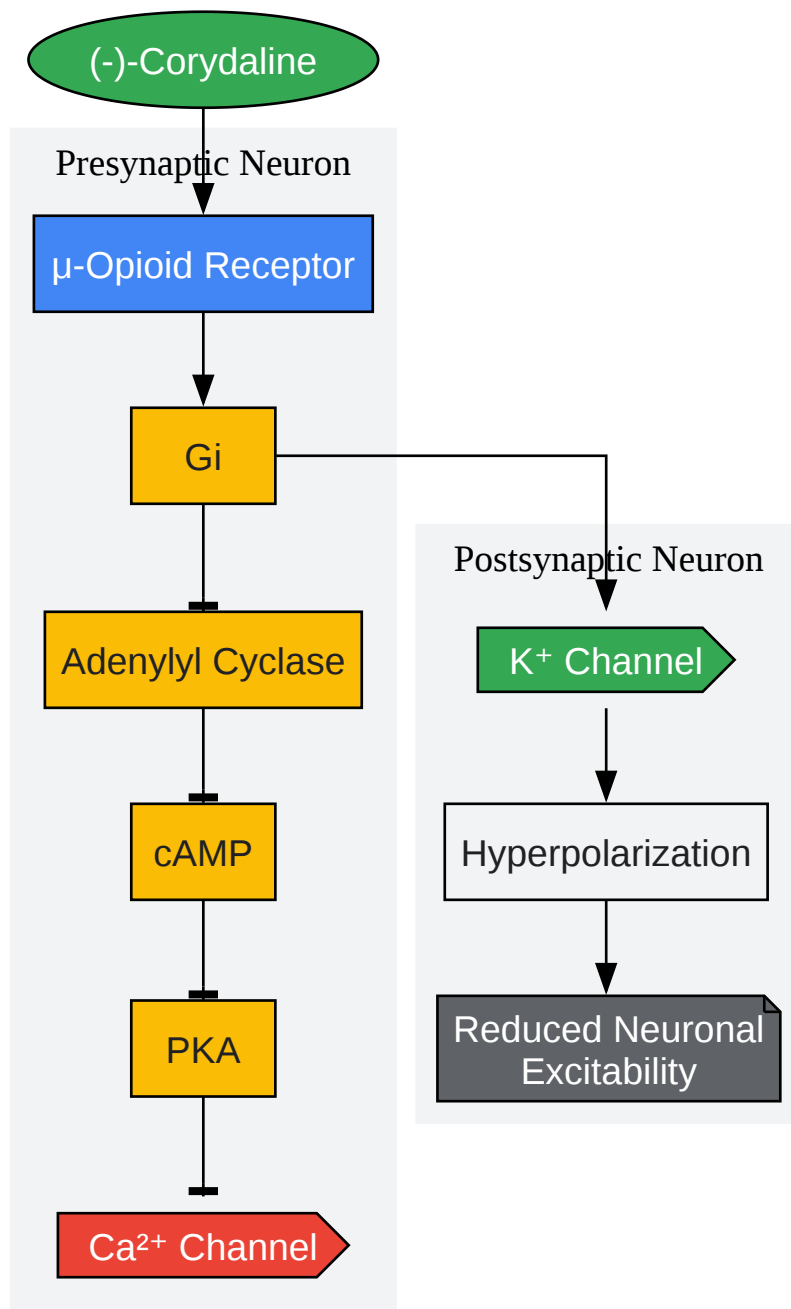 (-)-Corydaline
Presynaptic Neuron
μ-Opioid Receptor
Gi
Adenylyl Cyclase
cAMP
PKA
Ca²⁺ Channel
Postsynaptic Neuron
K⁺ Channel
Hyperpolarization
Reduced Neuronal
Excitability